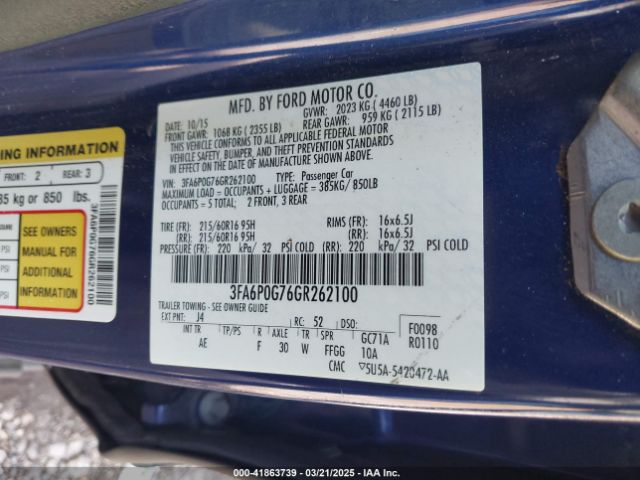 MFD. BY FORD MOTOR CO.
DATE: 10/15 GVWR: 2023 KG ( 4460 LB)
FRONT GAWR: 1068 KG ( 2355 LB) REAR GAWR: 959 KG ( 2115 LB)
THIS VEHICLE CONFORMS TO ALL APPLICABLE FEDERAL MOTOR
VEHICLE SAFETY, BUMPER, AND THEFT PREVENTION STANDARDS
IN EFFECT ON THE DATE OF MANUFACTURE SHOWN ABOVE.
VIN: 3FA6P0G76GR262100 TYPE: Passenger Car
MAXIMUM LOAD = OCCUPANTS + LUGGAGE = 385KG/ 850LB
OCCUPANTS = 5 TOTAL; 2 FRONT, 3 REAR
TIRE (FR): 215/60R16 95H RIMS (FR): 16x6.5J
(RR): 215/60R16 95H (RR): 16x6.5J
PRESSURE (FR): 220 kPa/ 32 PSI COLD (RR): 220 kPa/ 32 PSI COLD
3FA6P0G76GR262100
TRAILER TOWING - SEE OWNER GUIDE
EXT PNT: J4 RC: 52 DSO:
INT TR TP/PS R AXLE TR SPR GC71A
AE F 30 W FFGG 10A
CMC ▽5U5A-5420472-AA
F0098
R0110
ING INFORMATION
FRONT: 2 REAR: 3
85 kg or 850 lbs.
PSI
PSI
PSI
SEE OWNERS
MANUAL FOR
ADDITIONAL
INFORMATION
3FA6P0G76GR262100
000-41863739 - 03/21/2025 - IAA Inc.